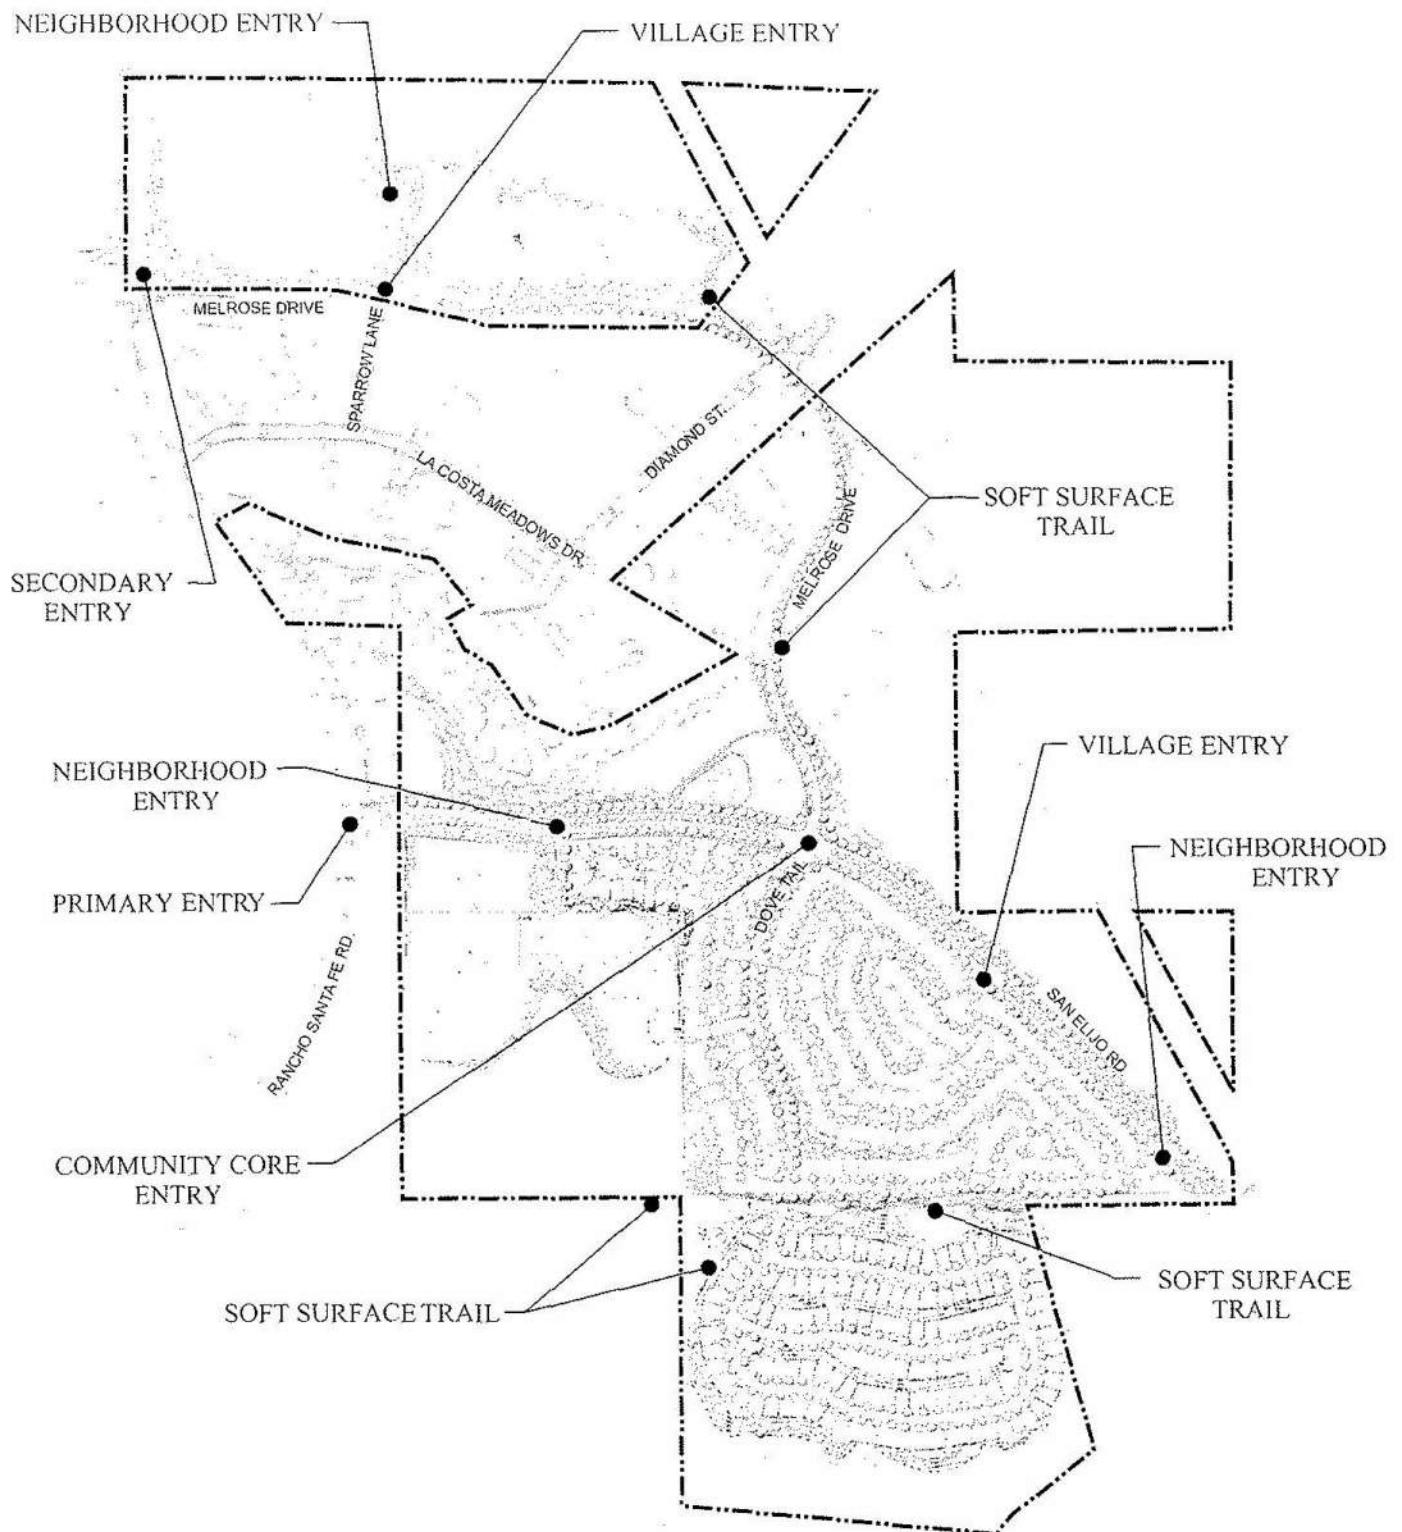 NEIGHBORHOOD ENTRY
VILLAGE ENTRY
MELROSE DRIVE
SPARROW LANE
LA COSTA MEADOWS DR.
DIAMOND ST.
MELROSE DRIVE
SOFT SURFACE
TRAIL
SECONDARY
ENTRY
VILLAGE ENTRY
NEIGHBORHOOD
ENTRY
NEIGHBORHOOD
ENTRY
PRIMARY ENTRY
DOVE TAIL
RANCHO SANTA FE RD.
SAN ELIJO RD
COMMUNITY CORE
ENTRY
SOFT SURFACE TRAIL
SOFT SURFACE
TRAIL